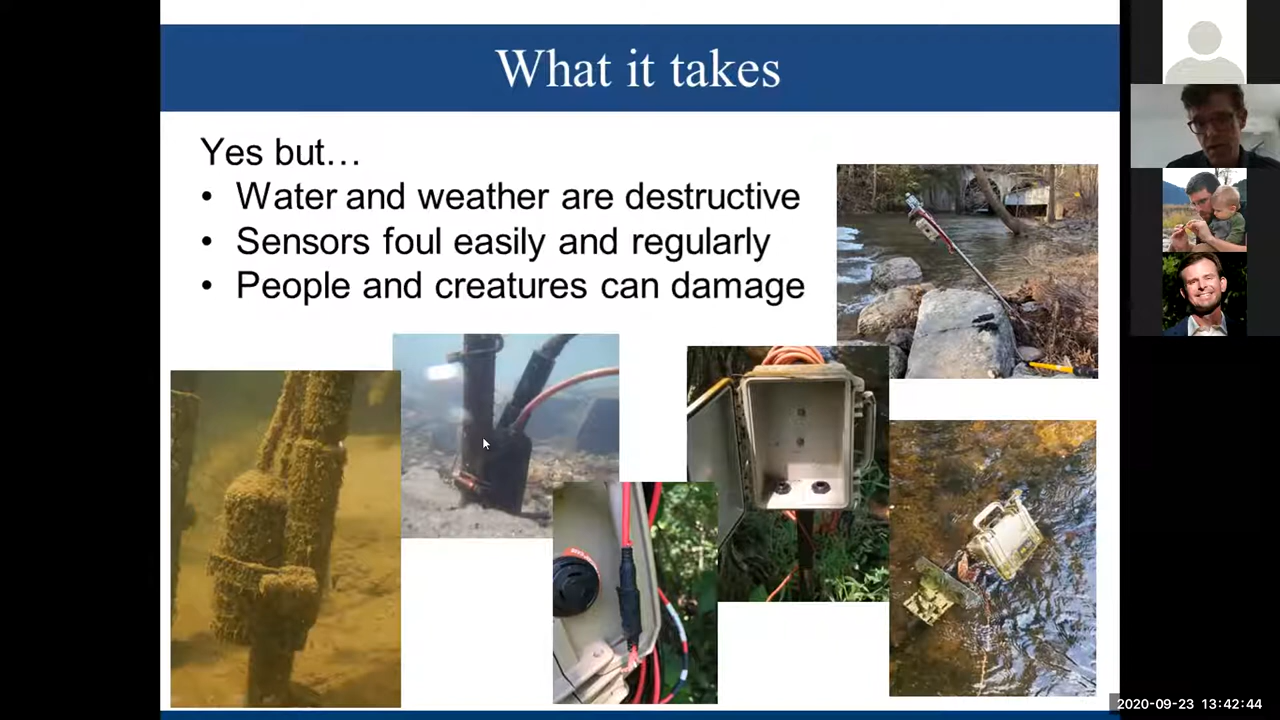 What it takes
Yes but…
• Water and weather are destructive
• Sensors foul easily and regularly
• People and creatures can damage
2020-09-23 13:42:44